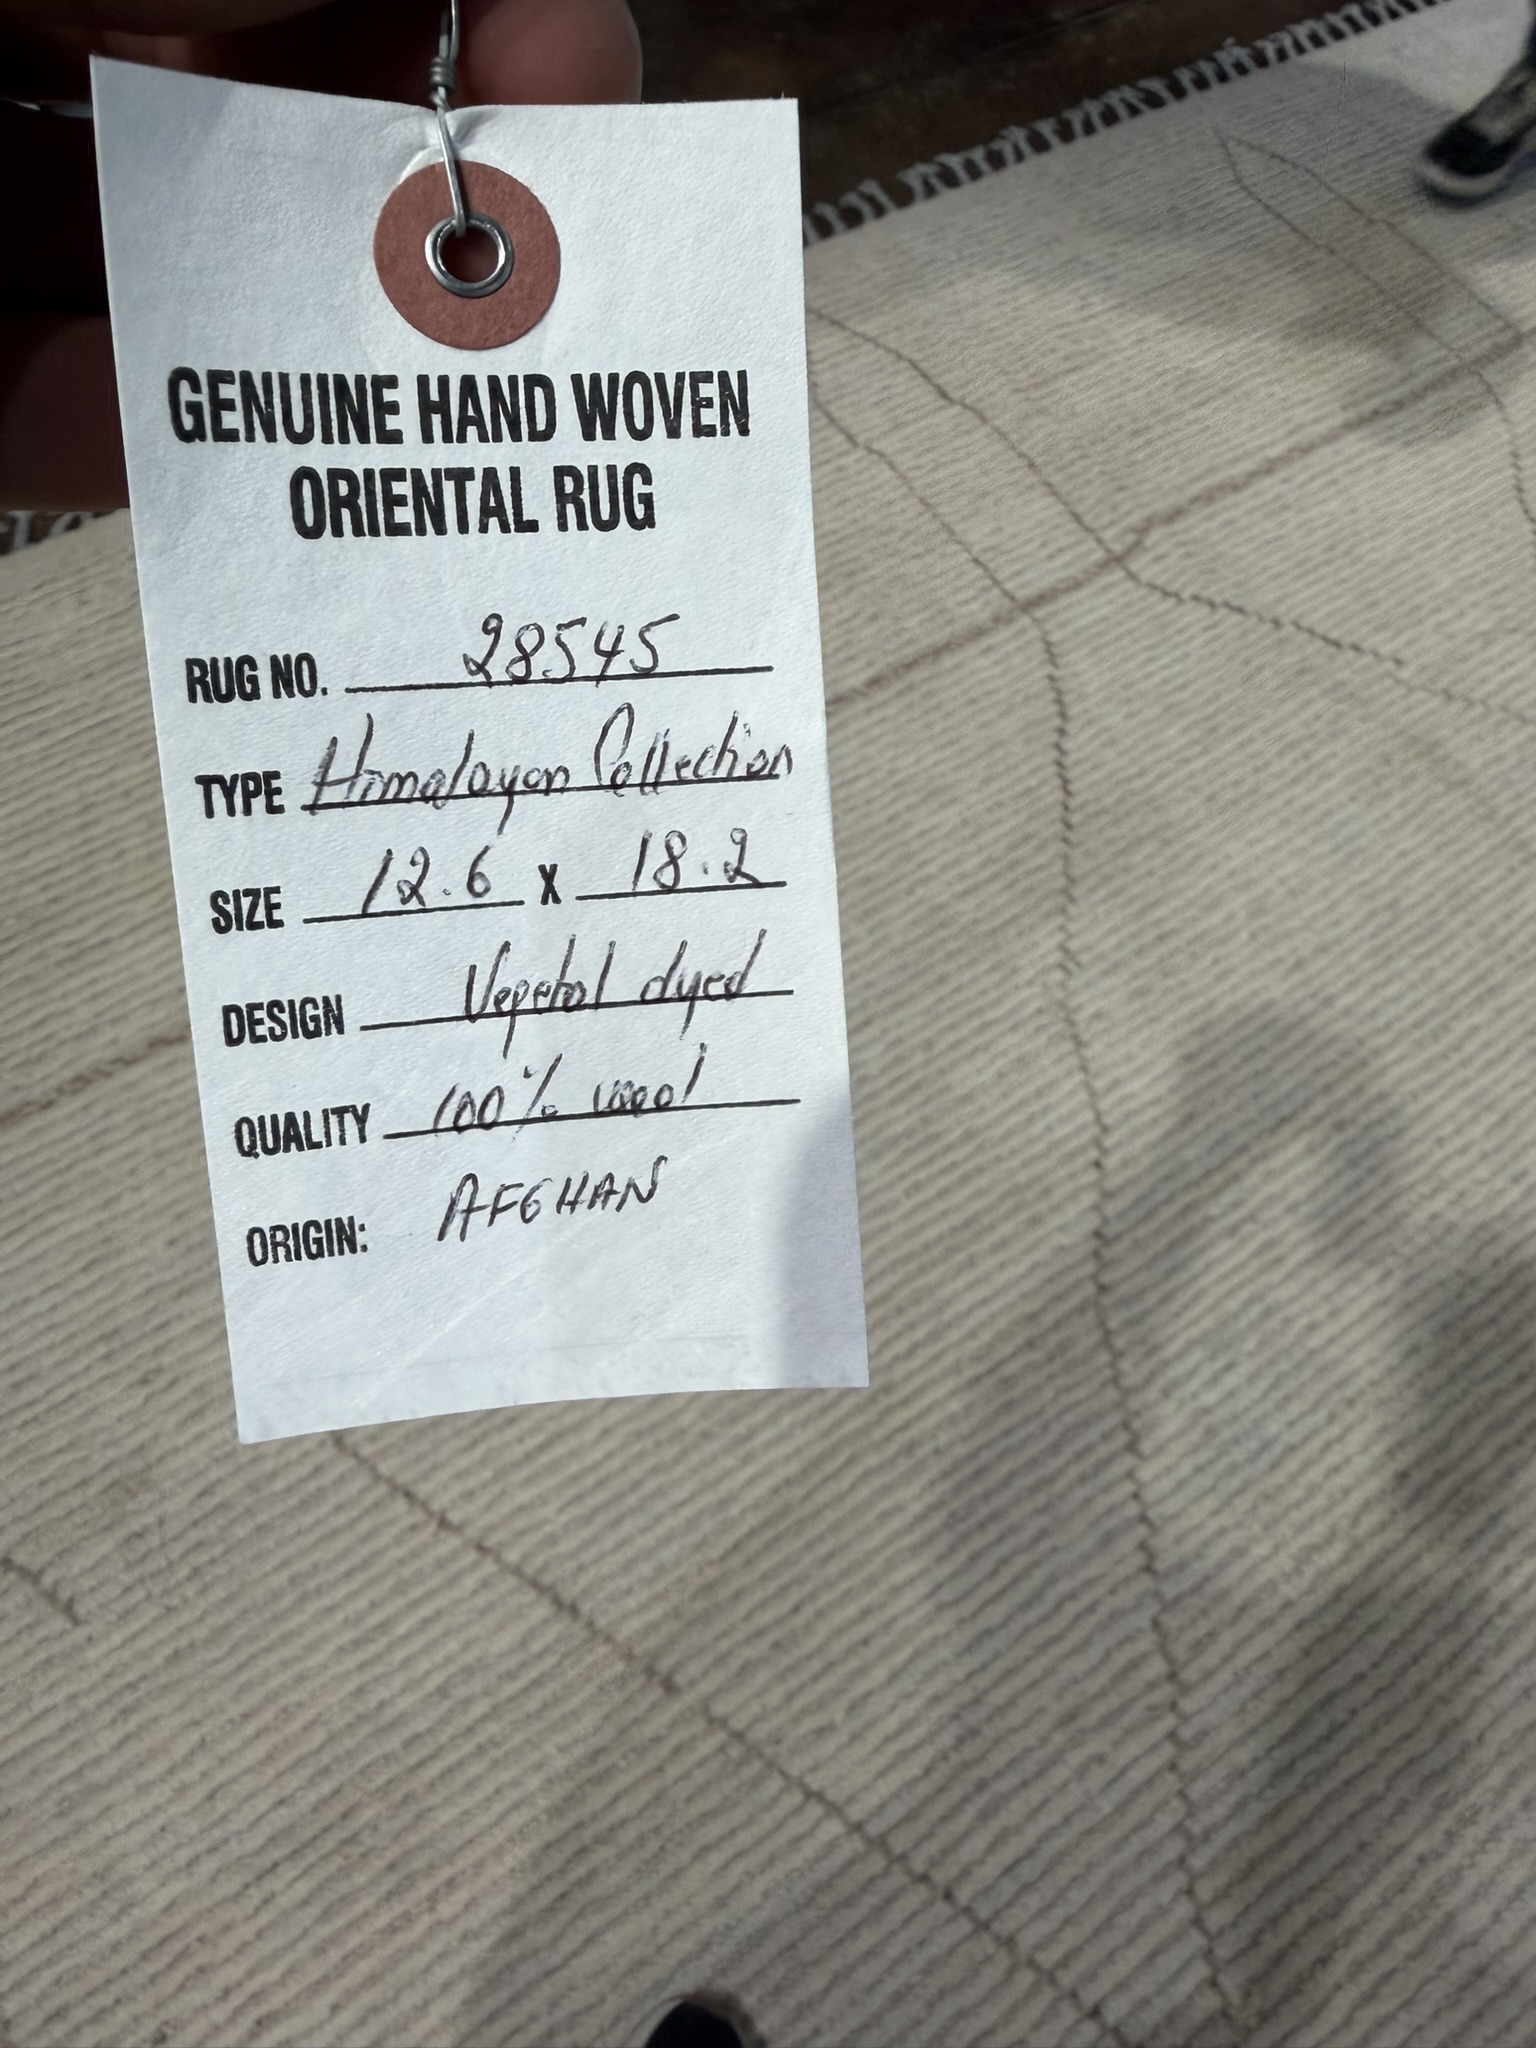 GENUINE HAND WOVEN
ORIENTAL RUG
RUG NO. 28545
TYPE Himalayan Collection
SIZE 12.6 X 18.2
DESIGN Vegetal dyed
QUALITY 100% wool
ORIGIN: AFGHAN